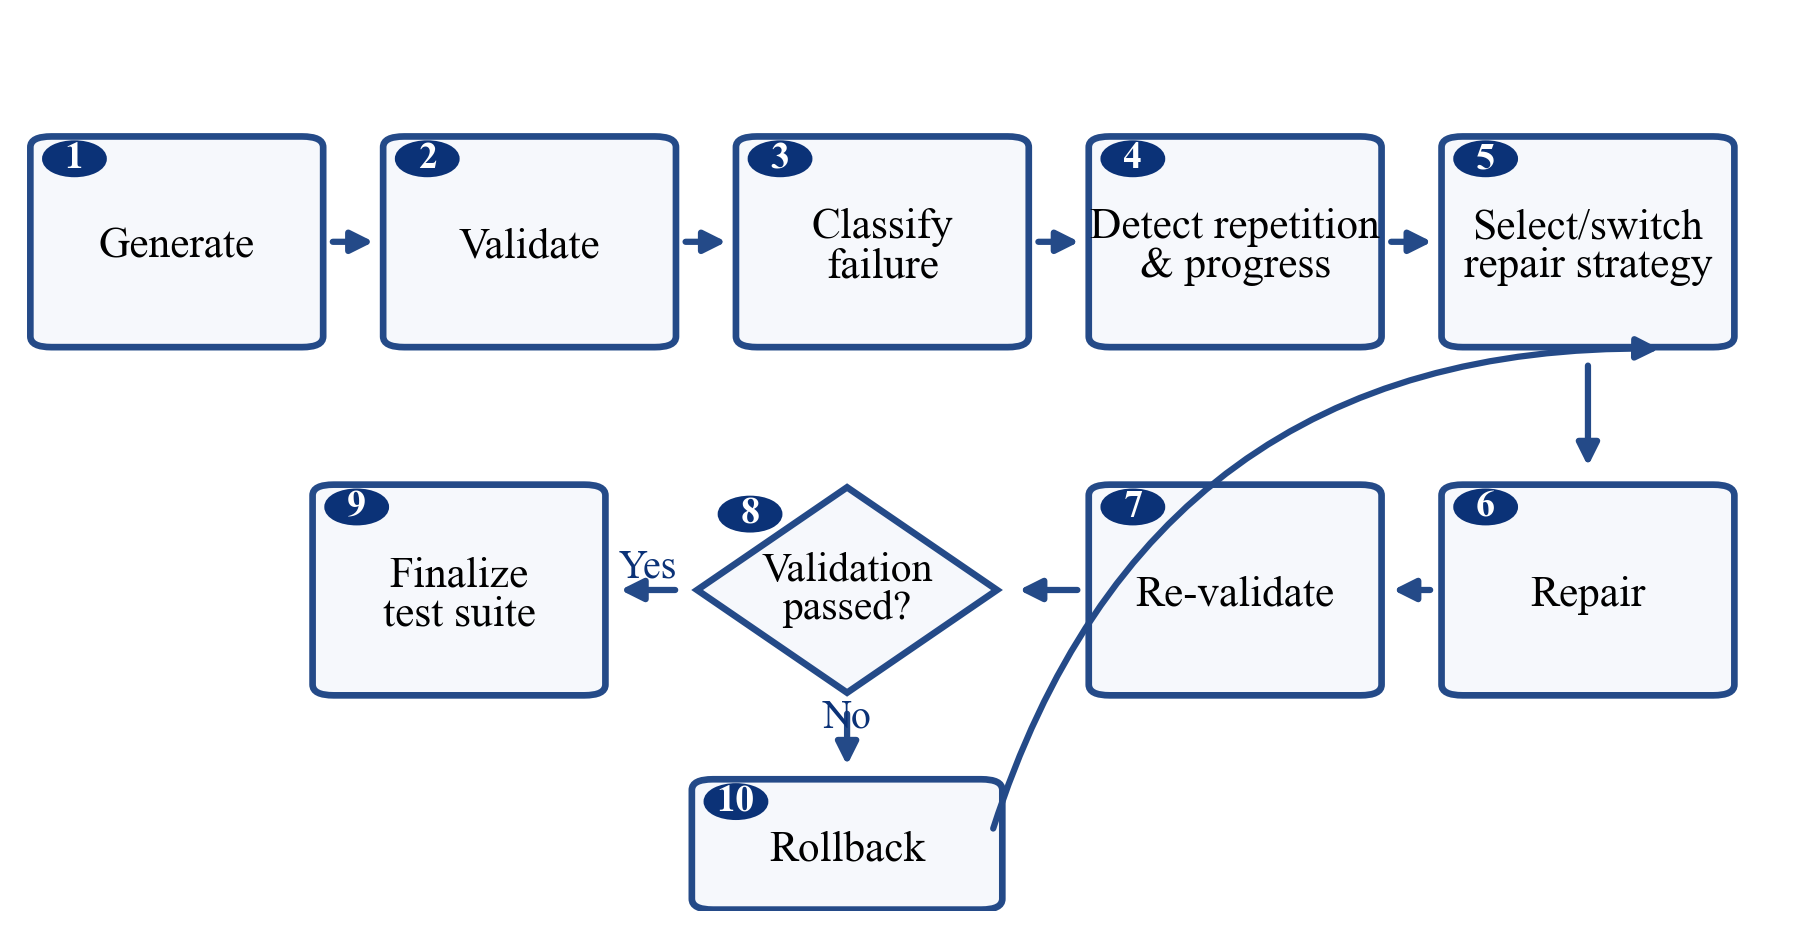 1
Generate
2
Validate
3
Classify
failure
4
Detect repetition
& progress
5
Select/switch
repair strategy
9
Finalize
test suite
Yes
8
Validation
passed?
7
Re-validate
6
Repair
No
10
Rollback